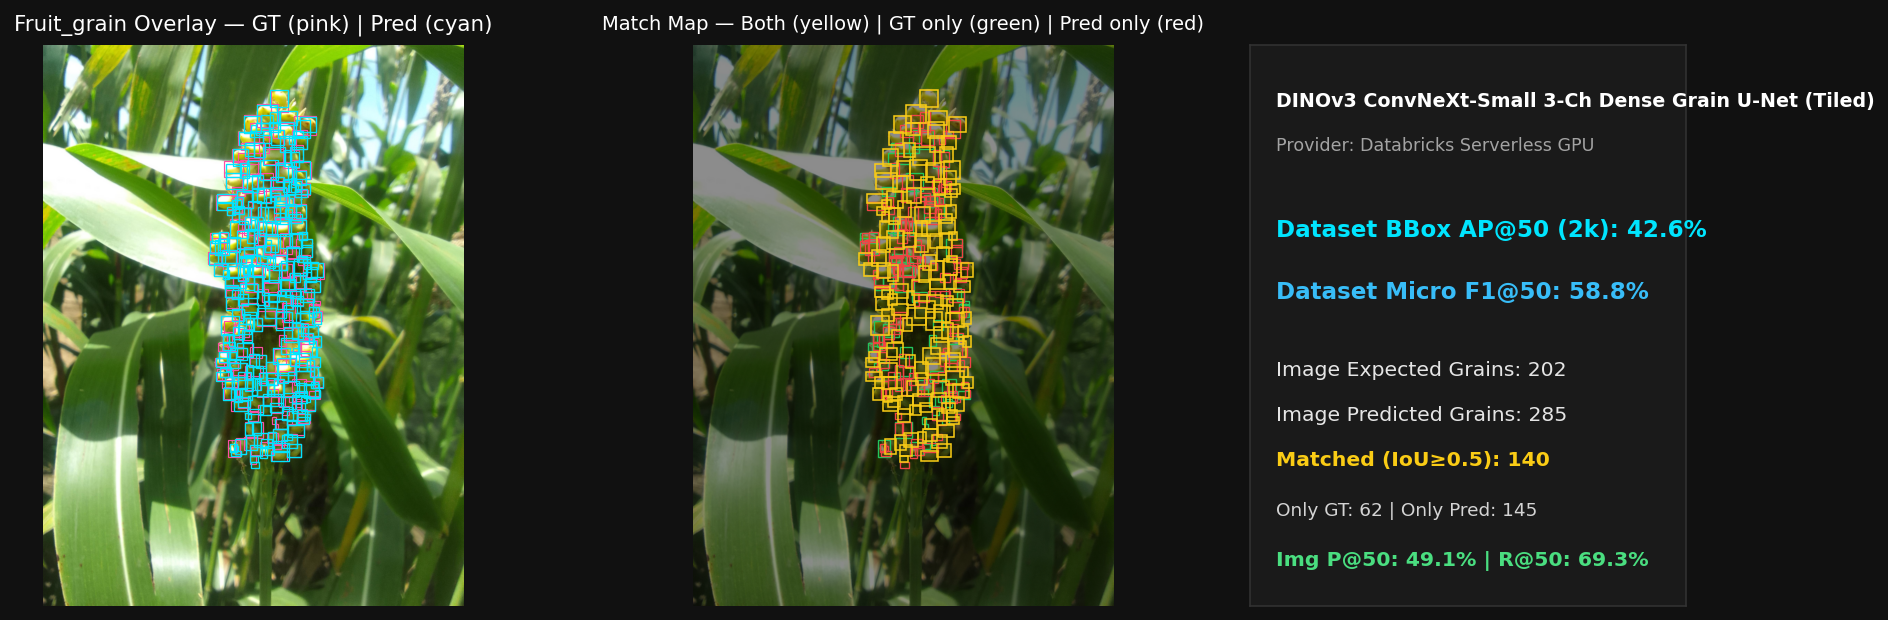 Fruit_grain Overlay — GT (pink) | Pred (cyan)
Match Map — Both (yellow) | GT only (green) | Pred only (red)
DINOv3 ConvNeXt-Small 3-Ch Dense Grain U-Net (Tiled)
Provider: Databricks Serverless GPU
Dataset BBox AP@50 (2k): 42.6%
Dataset Micro F1@50: 58.8%
Image Expected Grains: 202
Image Predicted Grains: 285
Matched (IoU≥0.5): 140
Only GT: 62 | Only Pred: 145
Img P@50: 49.1% | R@50: 69.3%